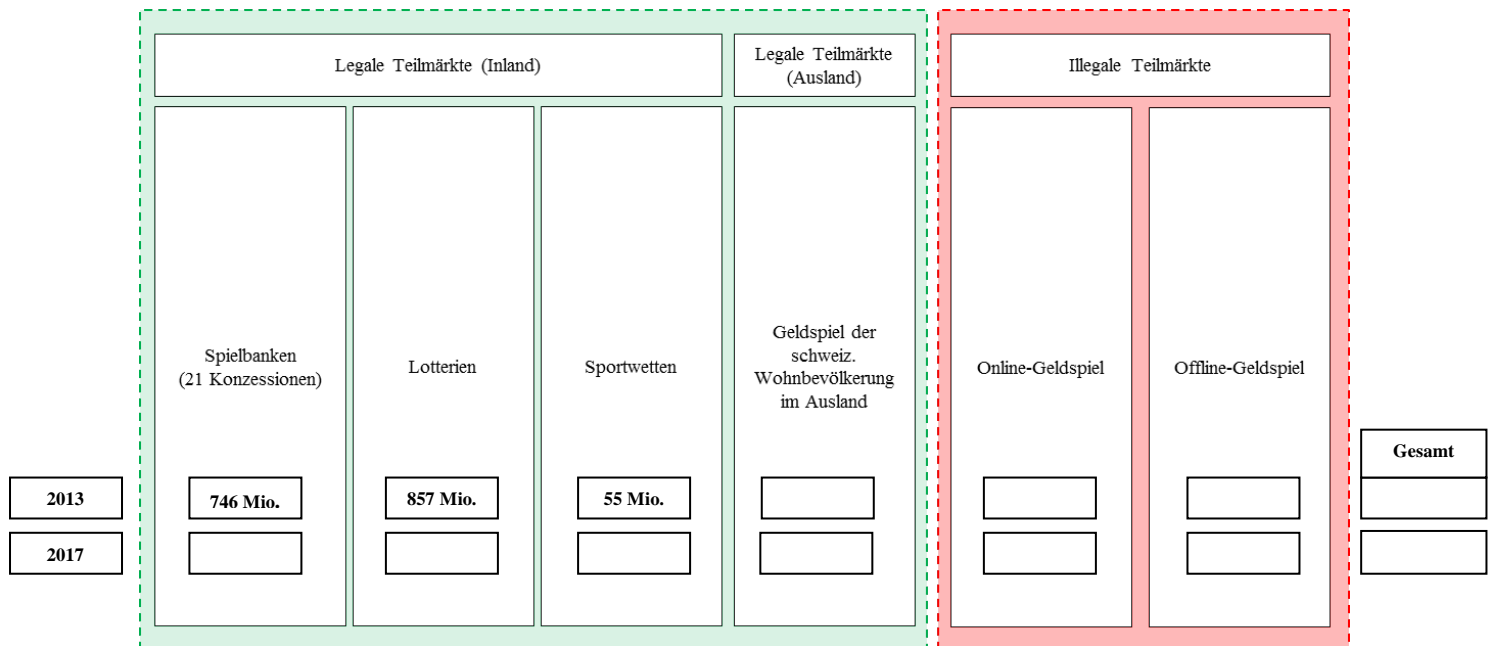 Legale Teilmärkte (Inland)
Legale Teilmärkte
(Ausland)
Illegale Teilmärkte
Spielbanken
(21 Konzessionen)
Lotterien
Sportwetten
Geldspiel der
schweiz.
Wohnbevölkerung
im Ausland
Online-Geldspiel
Offline-Geldspiel
Gesamt
2013
746 Mio.
857 Mio.
55 Mio.
2017